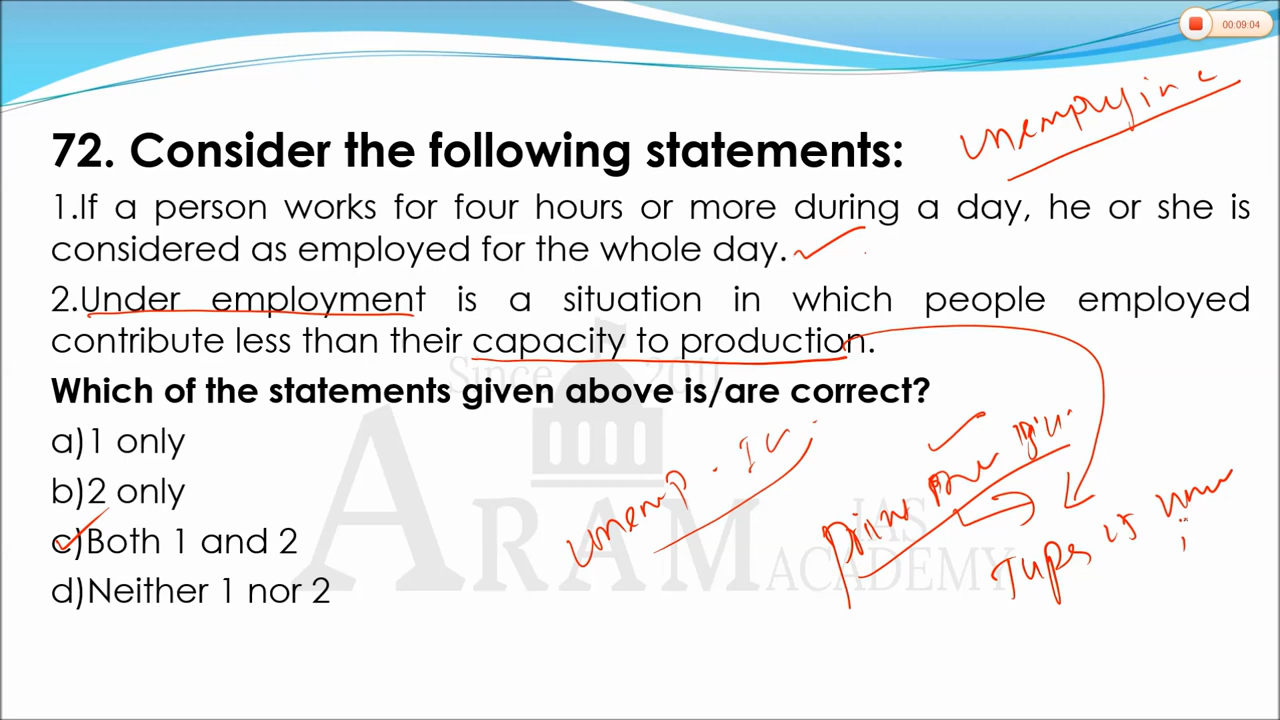 00:09:04
72. Consider the following statements:
1.If a person works for four hours or more during a day, he or she is
considered as employed for the whole day.
2.Under employment is a situation in which people employed
contribute less than their capacity to production.
Since 2011
Which of the statements given above is/are correct?
a)1 only
b)2 only
c)Both 1 and 2
d)Neither 1 nor 2
Unemp.
Types
ARAM IAS
ACADEMY